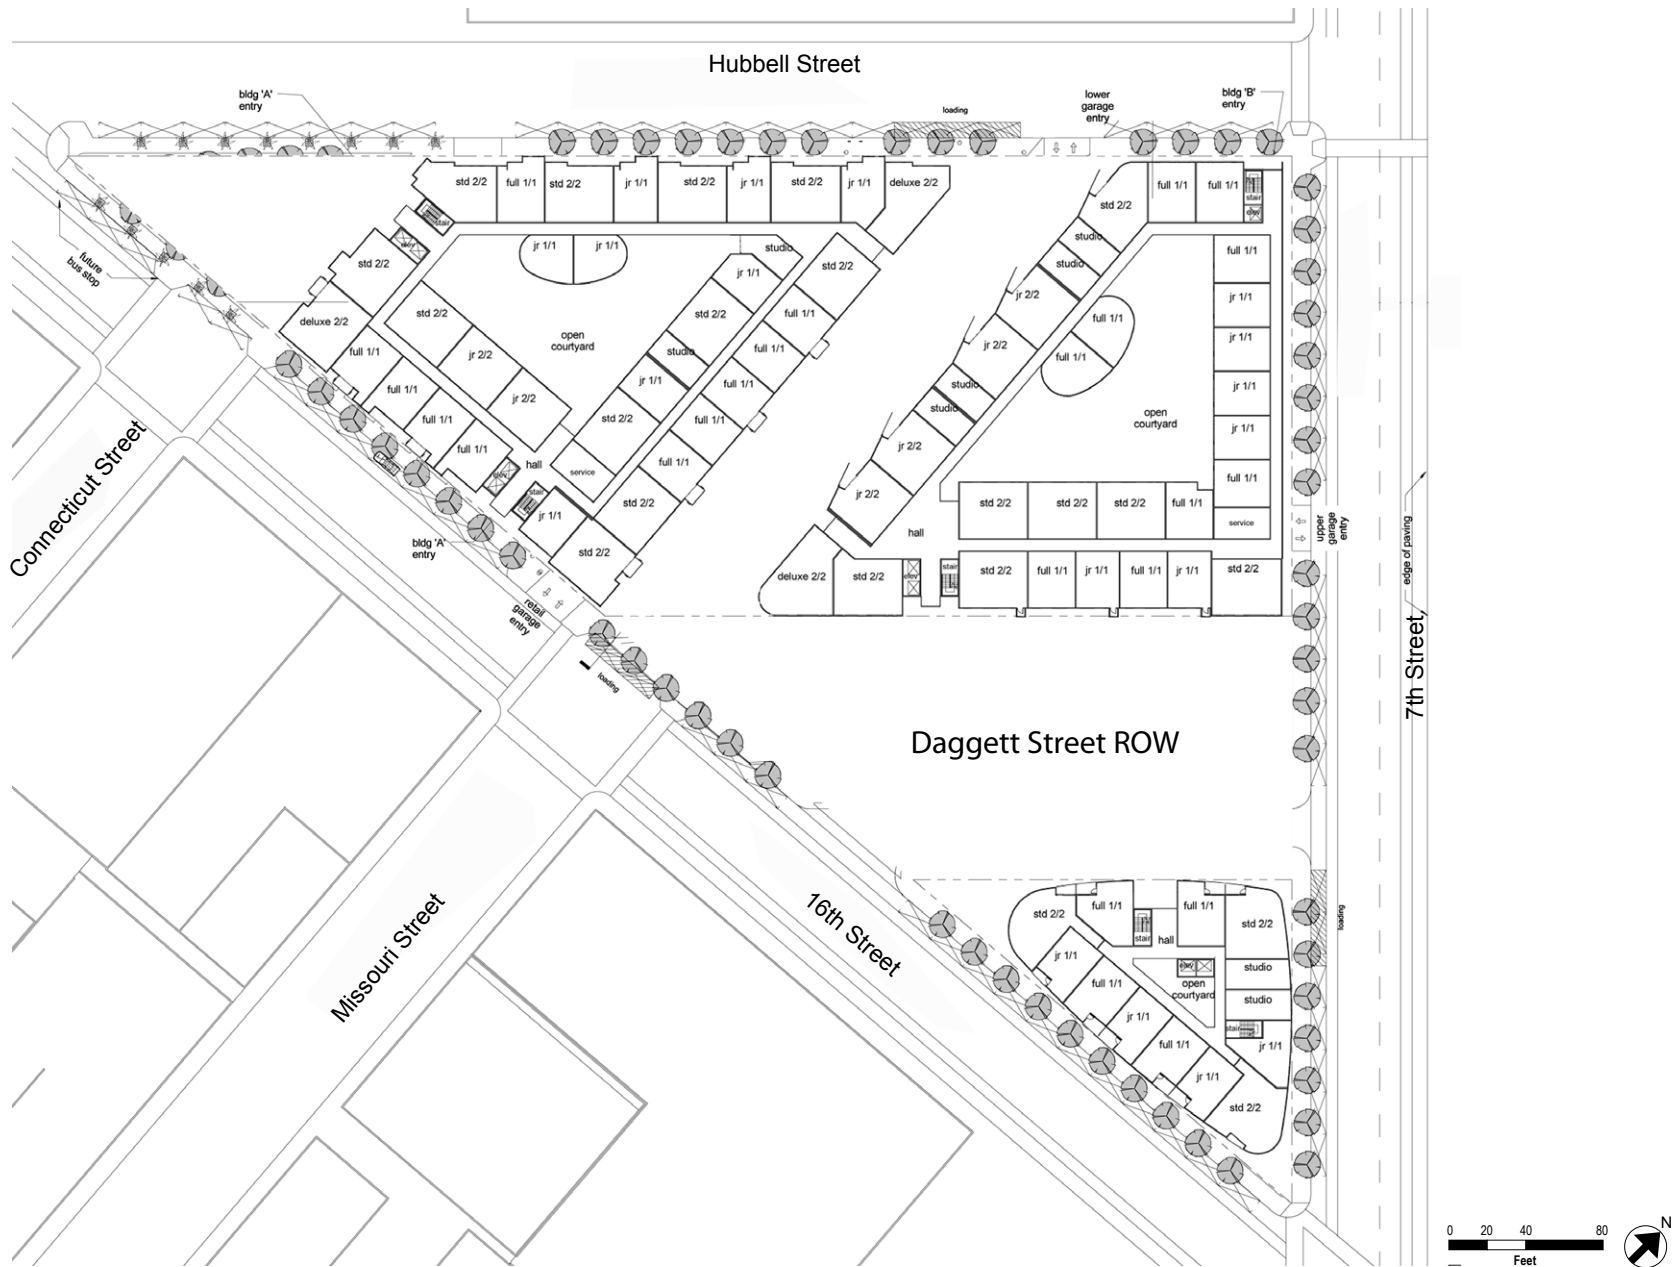 Hubbell Street
bldg 'A'
entry
loading
lower
garage
entry
bldg 'B'
entry
std 2/2
full 1/1
std 2/2
jr 1/1
std 2/2
jr 1/1
std 2/2
jr 1/1
deluxe 2/2
std 2/2
full 1/1
full 1/1
stair
elev
stair
elev
future
bus stop
std 2/2
jr 1/1
jr 1/1
studio
jr 1/1
std 2/2
studio
studio
full 1/1
deluxe 2/2
std 2/2
std 2/2
full 1/1
jr 2/2
full 1/1
jr 1/1
full 1/1
jr 2/2
open
courtyard
studio
full 1/1
jr 2/2
full 1/1
jr 1/1
full 1/1
jr 1/1
full 1/1
studio
jr 1/1
full 1/1
jr 2/2
std 2/2
full 1/1
studio
open
courtyard
jr 1/1
full 1/1
jr 2/2
full 1/1
hall
service
full 1/1
elev
stair
std 2/2
jr 2/2
std 2/2
std 2/2
std 2/2
full 1/1
full 1/1
service
jr 1/1
hall
upper
garage
entry
bldg 'A'
entry
std 2/2
deluxe 2/2
std 2/2
elev
stair
std 2/2
full 1/1
jr 1/1
full 1/1
jr 1/1
std 2/2
edge of paving
retail
garage
entry
Connecticut Street
loading
7th Street,
Daggett Street ROW
Missouri Street
16th Street
std 2/2
full 1/1
full 1/1
std 2/2
stair
hall
loading
jr 1/1
elev
studio
full 1/1
open
courtyard
studio
jr 1/1
stair
full 1/1
jr 1/1
jr 1/1
std 2/2
N
0 20 40 80
Feet